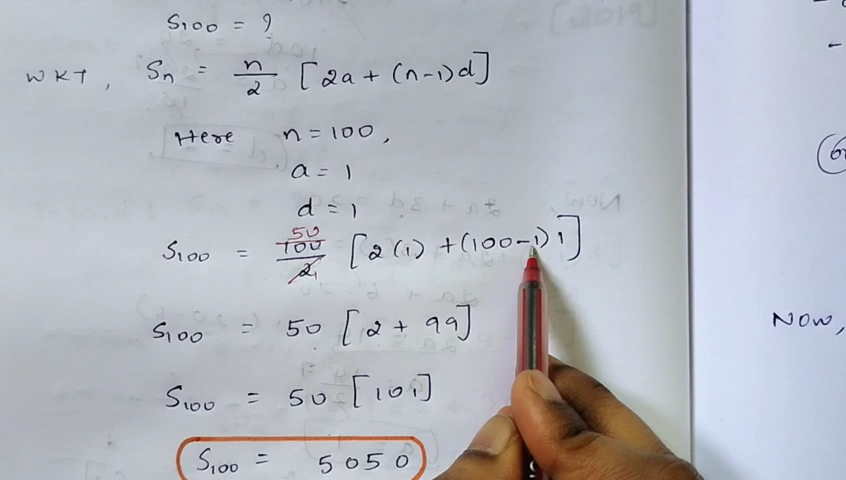 S₁₀₀ = ?
WKT, Sn = n/2 [2a + (n-1)d]
Here n = 100,
a = 1
d = 1
50
S₁₀₀ = 100/2 1 [2(1) + (100-1)1]
S₁₀₀ = 50 [2 + 99]
S₁₀₀ = 50 [101]
S₁₀₀ = 5050
Now,